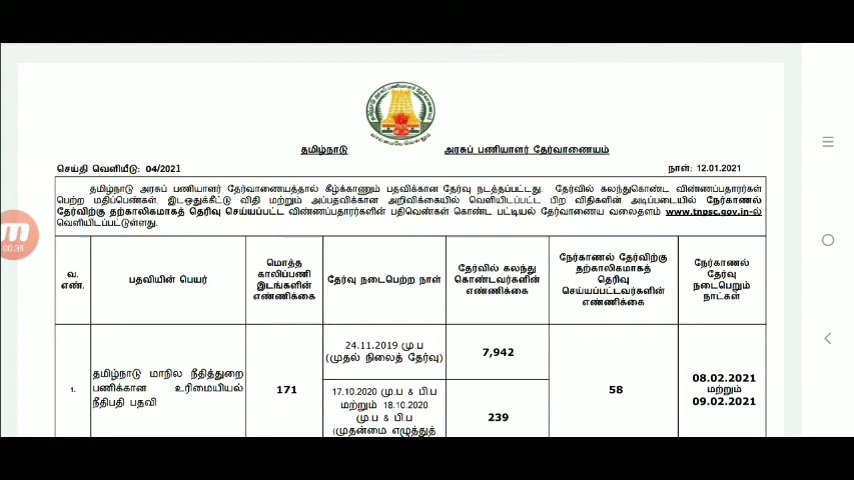 தமிழ்நாடு அரசுப் பணியாளர் தேர்வாணையம்
செய்தி வெளியீடு: 04/2021
நாள்: 12.01.2021
தமிழ்நாடு அரசுப் பணியாளர் தேர்வாணையத்தால் கீழ்க்காணும் பதவிக்கான தேர்வு நடத்தப்பட்டது. தேர்வில் கலந்துகொண்ட விண்ணப்பதாரர்கள்
பெற்ற மதிப்பெண்கள், இடஒதுக்கீட்டு விதி மற்றும் அப்பதவிக்கான அறிவிக்கையில் வெளியிடப்பட்ட பிற விதிகளின் அடிப்படையில் நேர்காணல்
தேர்விற்கு தற்காலிகமாகத் தெரிவு செய்யப்பட்ட விண்ணப்பதாரர்களின் பதிவெண்கள் கொண்ட பட்டியல் தேர்வாணைய வலைதளம் www.tnpsc.gov.in-ல்
வெளியிடப்பட்டுள்ளது.
வ.
எண்.
பதவியின் பெயர்
மொத்த
காலிப்பணி
இடங்களின்
எண்ணிக்கை
தேர்வு நடைபெற்ற நாள்
தேர்வில் கலந்து
கொண்டவர்களின்
எண்ணிக்கை
நேர்காணல் தேர்விற்கு
தற்காலிகமாகத்
தெரிவு
செய்யப்பட்டவர்களின்
எண்ணிக்கை
நேர்காணல்
தேர்வு
நடைபெறும்
நாட்கள்
1.
தமிழ்நாடு மாநில நீதித்துறை
பணிக்கான உரிமையியல்
நீதிபதி பதவி
171
24.11.2019 மு.ப
(முதல் நிலைத் தேர்வு)
7,942
17.10.2020 மு.ப & பி.ப
மற்றும் 18.10.2020
மு.ப & பி.ப
(முதன்மை எழுத்துத்
239
58
08.02.2021
மற்றும்
09.02.2021
00:31